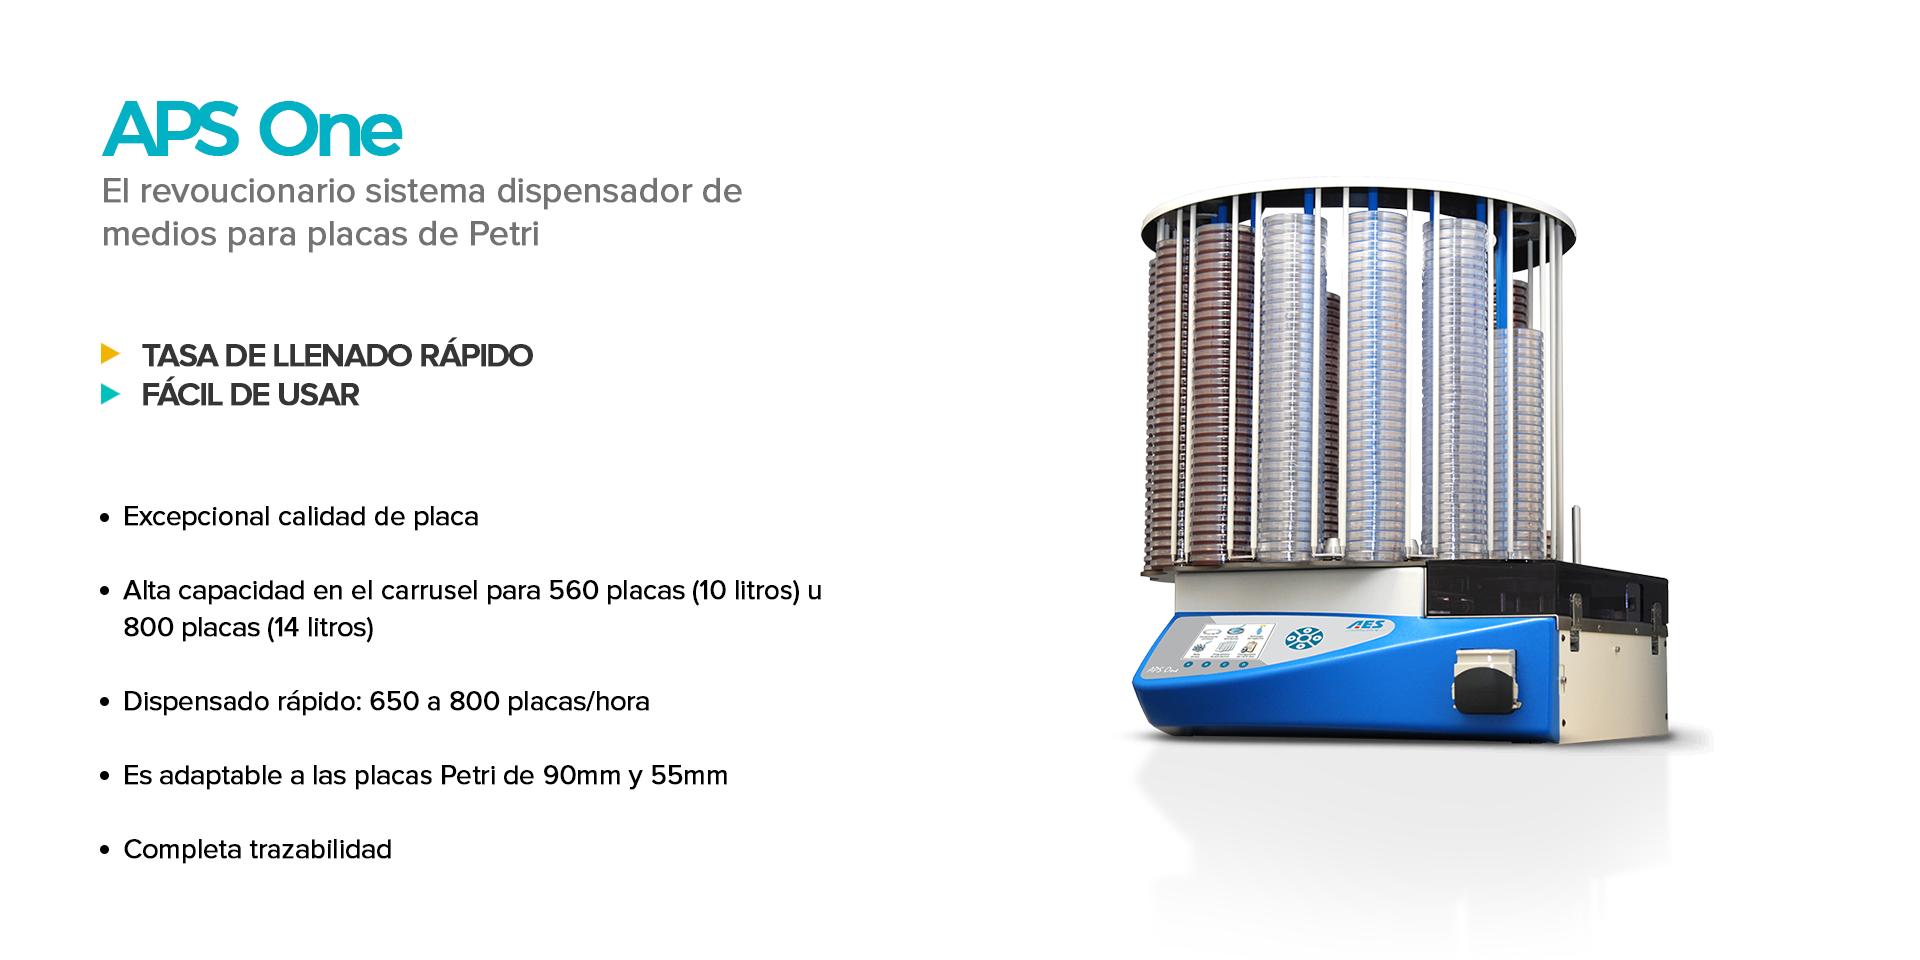 APS One
El revoucionario sistema dispensador de
medios para placas de Petri
TASA DE LLENADO RÁPIDO
FÁCIL DE USAR
• Excepcional calidad de placa
• Alta capacidad en el carrusel para 560 placas (10 litros) u
800 placas (14 litros)
• Dispensado rápido: 650 a 800 placas/hora
• Es adaptable a las placas Petri de 90mm y 55mm
• Completa trazabilidad
AES
APS One